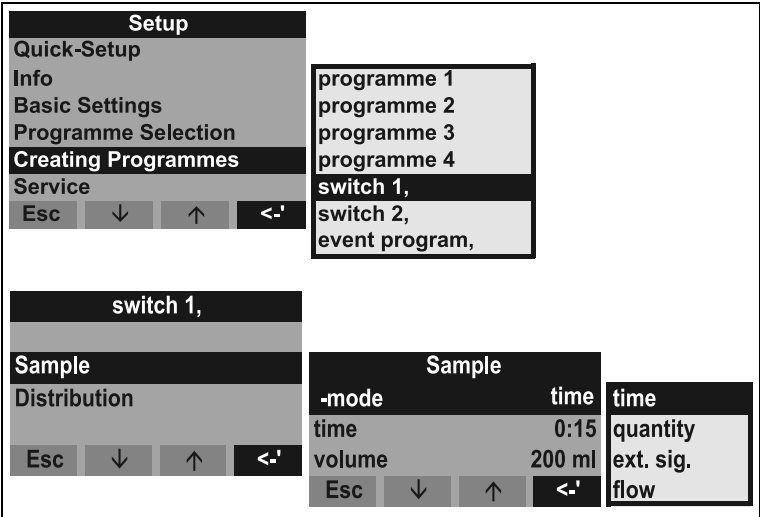 Setup
Quick-Setup
Info
Basic Settings
Programme Selection
Creating Programmes
Service
Esc ↓ ↑ <-'
programme 1
programme 2
programme 3
programme 4
switch 1,
switch 2,
event program,
switch 1,
Sample
Distribution
Esc ↓ ↑ <-'
Sample
-mode time
time 0:15
volume 200 ml
Esc ↓ ↑ <-'
time
quantity
ext. sig.
flow